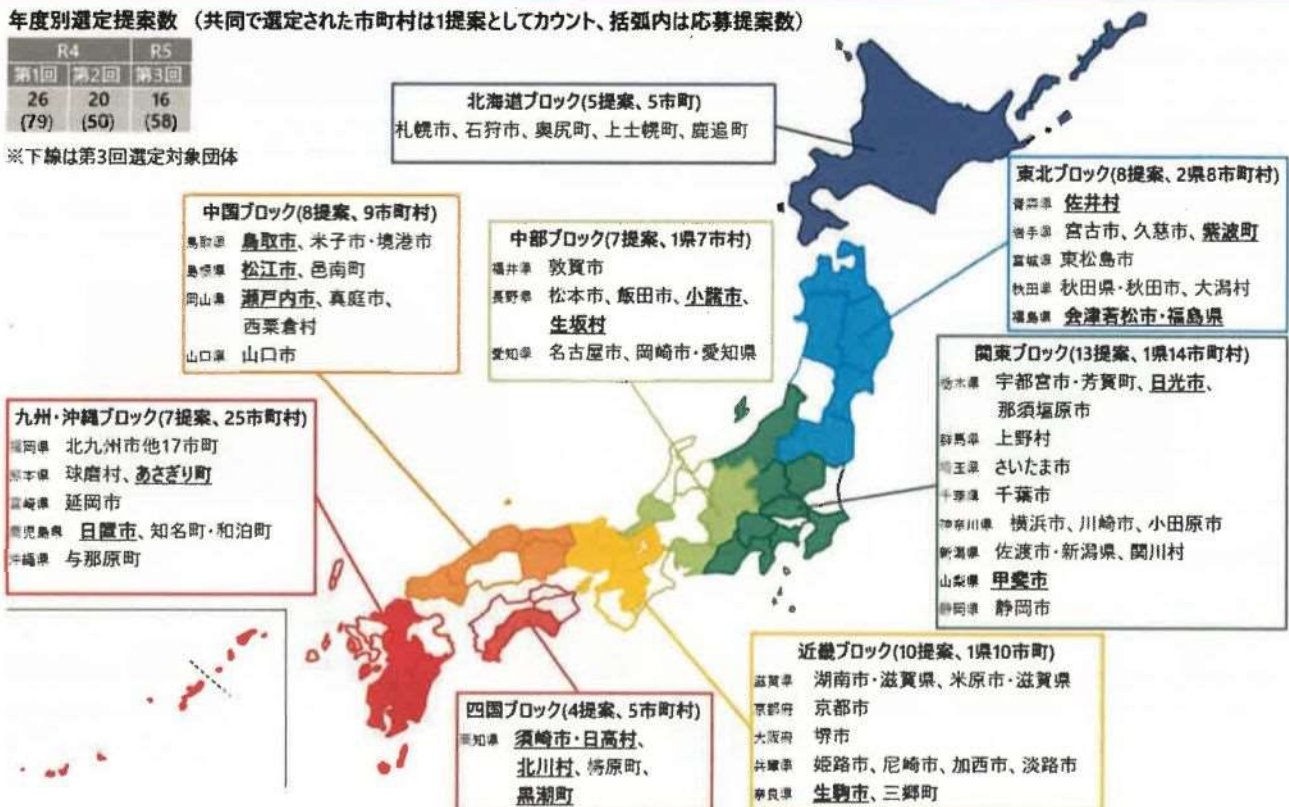 年度別選定提案数 (共同で選定された市町村は1提案としてカウント、括弧内は応募提案数)
R4 R5
第1回 第2回 第3回
26 20 16
(79) (50) (58)
※下線は第3回選定対象団体
北海道ブロック(5提案、5市町)
札幌市、石狩市、奥尻町、上士幌町、鹿追町
東北ブロック(8提案、2県8市町村)
青森県 佐井村
岩手県 宮古市、久慈市、紫波町
宮城県 東松島市
秋田県 秋田県・秋田市、大潟村
福島県 会津若松市・福島県
中国ブロック(8提案、9市町村)
鳥取県 鳥取市、米子市・境港市
島根県 松江市、邑南町
岡山県 瀬戸内市、真庭市、
西粟倉村
山口県 山口市
中部ブロック(7提案、1県7市村)
福井県 敦賀市
長野県 松本市、飯田市、小諸市、
生坂村
愛知県 名古屋市、岡崎市・愛知県
関東ブロック(13提案、1県14市町村)
栃木県 宇都宮市・芳賀町、日光市、
那須塩原市
群馬県 上野村
埼玉県 さいたま市
千葉県 千葉市
神奈川県 横浜市、川崎市、小田原市
新潟県 佐渡市・新潟県、関川村
山梨県 甲斐市
静岡県 静岡市
九州・沖縄ブロック(7提案、25市町村)
福岡県 北九州市他17市町
熊本県 球磨村、あさぎり町
宮崎県 延岡市
鹿児島県 日置市、知名町・和泊町
沖縄県 与那原町
四国ブロック(4提案、5市町村)
高知県 須崎市・日高村、
北川村、梼原町、
黒潮町
近畿ブロック(10提案、1県10市町)
滋賀県 湖南市・滋賀県、米原市・滋賀県
京都府 京都市
大阪府 堺市
兵庫県 姫路市、尼崎市、加西市、淡路市
奈良県 生駒市、三郷町